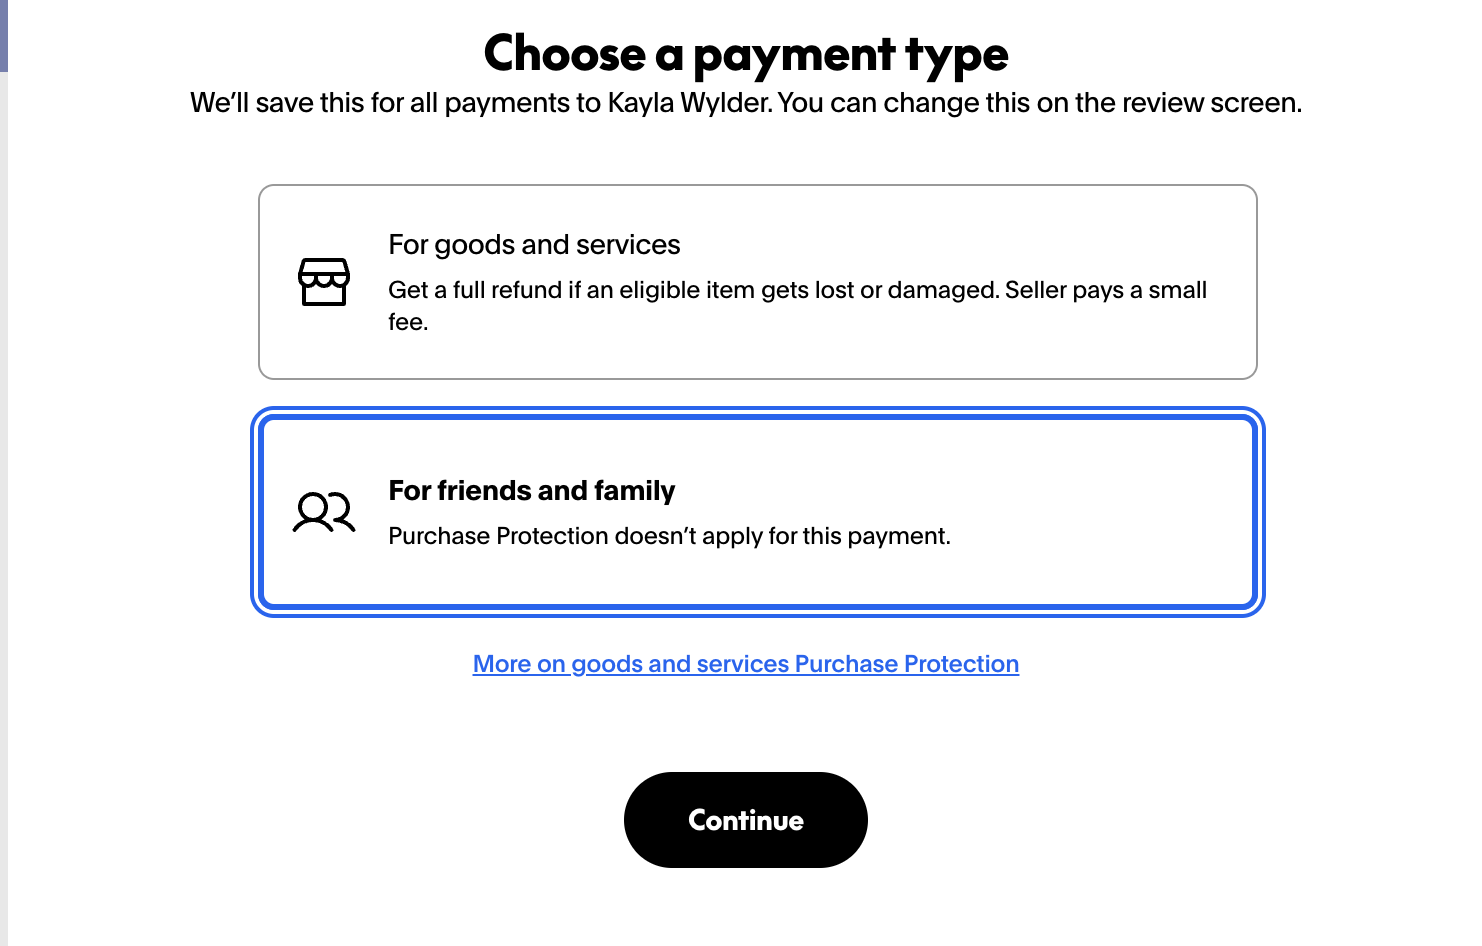 Choose a payment type
We’ll save this for all payments to Kayla Wylder. You can change this on the review screen.
For goods and services
Get a full refund if an eligible item gets lost or damaged. Seller pays a small
fee.
For friends and family
Purchase Protection doesn’t apply for this payment.
More on goods and services Purchase Protection
Continue